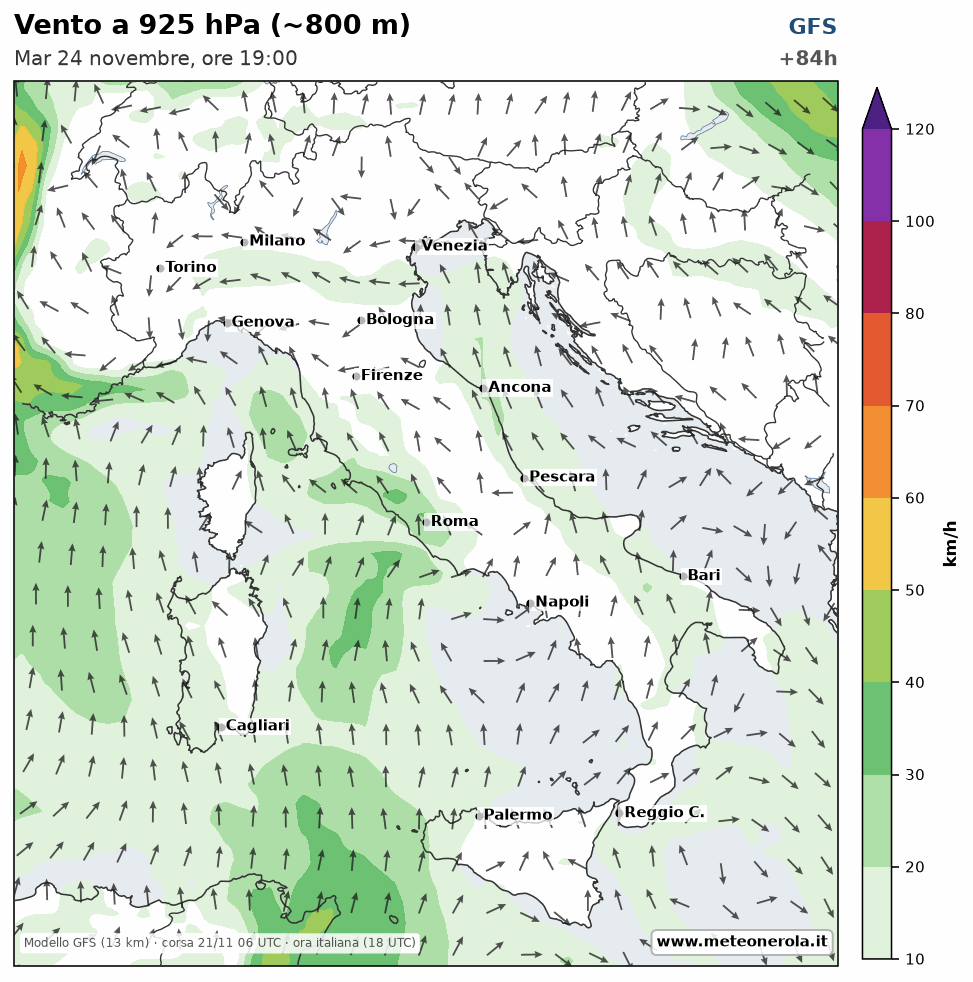 Vento a 925 hPa (~800 m)
GFS
Mar 24 novembre, ore 19:00
+84h
Milano
Venezia
Torino
Genova
Bologna
Firenze
Ancona
Pescara
Roma
Bari
Napoli
Cagliari
Palermo
Reggio C.
120
100
80
70
60
50
40
30
20
10
km/h
Modello GFS (13 km) · corsa 21/11 06 UTC · ora italiana (18 UTC)
www.meteonerola.it